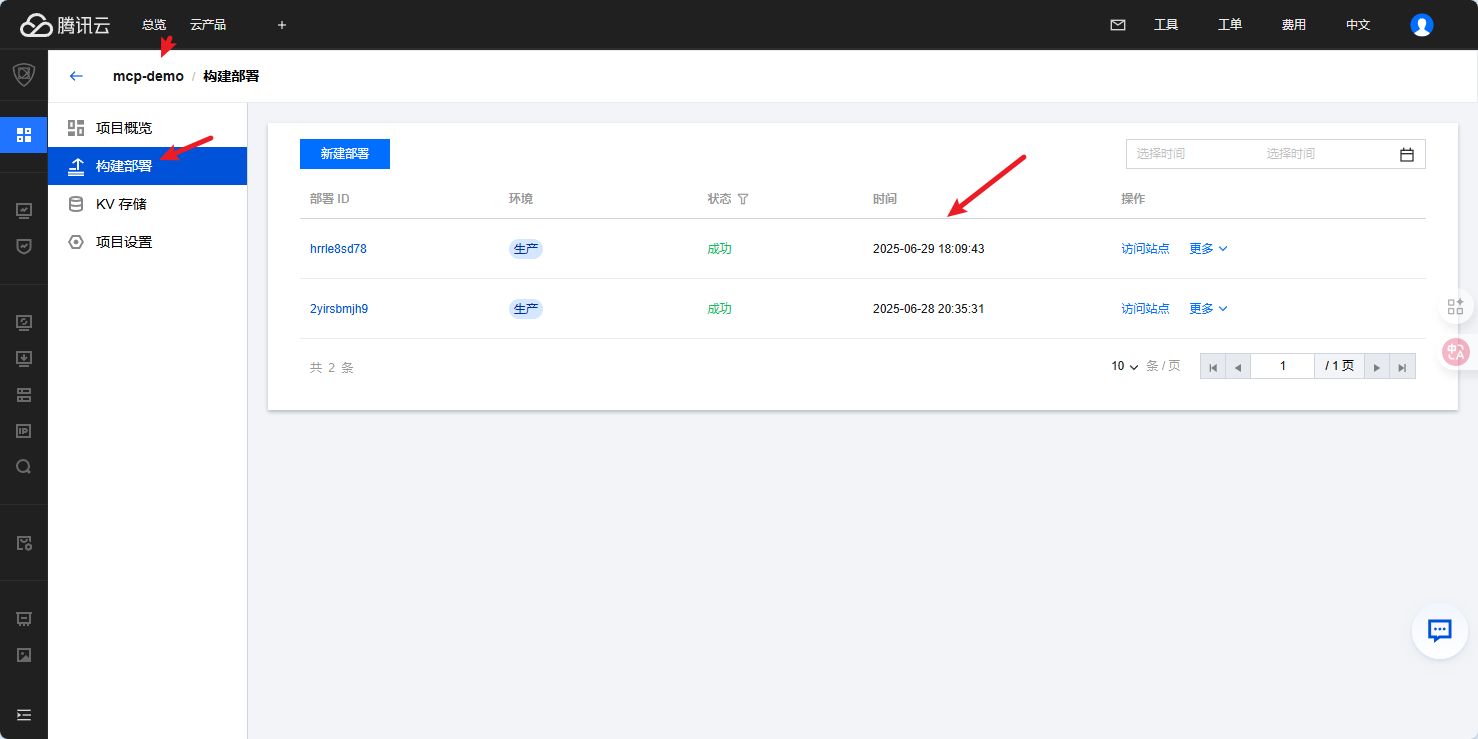 腾讯云 总览 云产品 + 工具 工单 费用 中文
mcp-demo / 构建部署
项目概览
构建部署
KV 存储
项目设置
新建部署 选择时间 选择时间
部署 ID 环境 状态 时间 操作
hrrle8sd78 生产 成功 2025-06-29 18:09:43 访问站点 更多
2yirsbmjh9 生产 成功 2025-06-28 20:35:31 访问站点 更多
共 2 条 10 条 / 页 1 / 1 页
IP
中 A